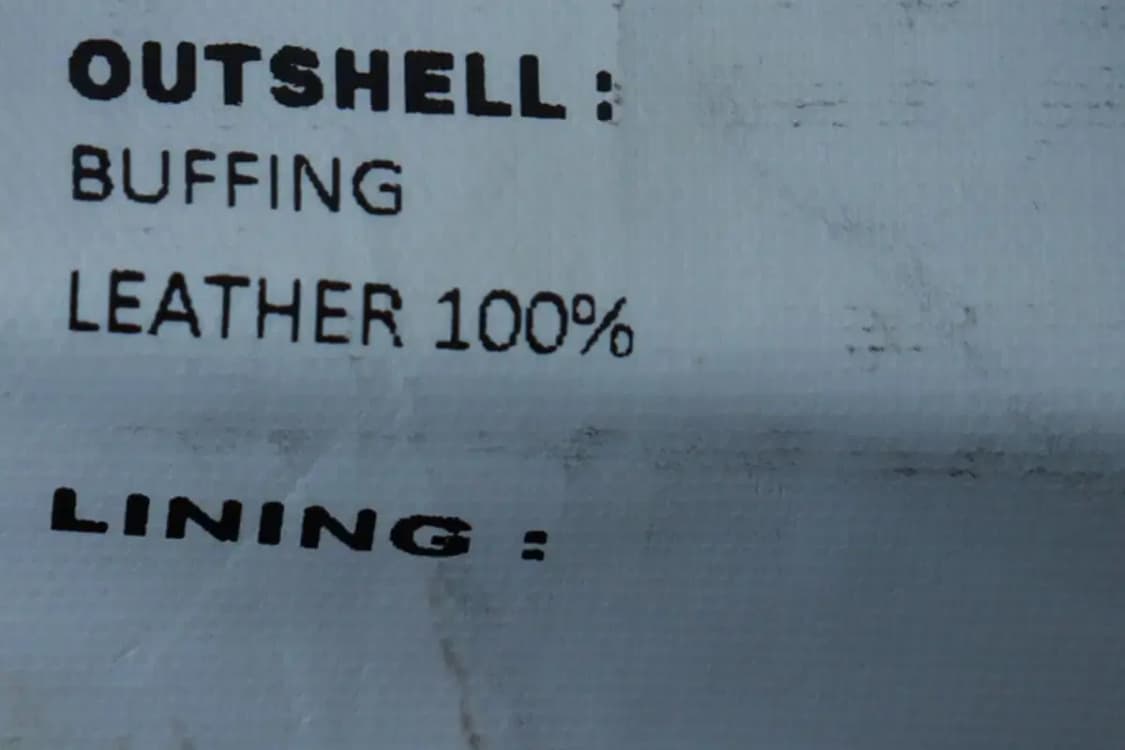 OUTSHELL :
BUFFING
LEATHER 100%
LINING :